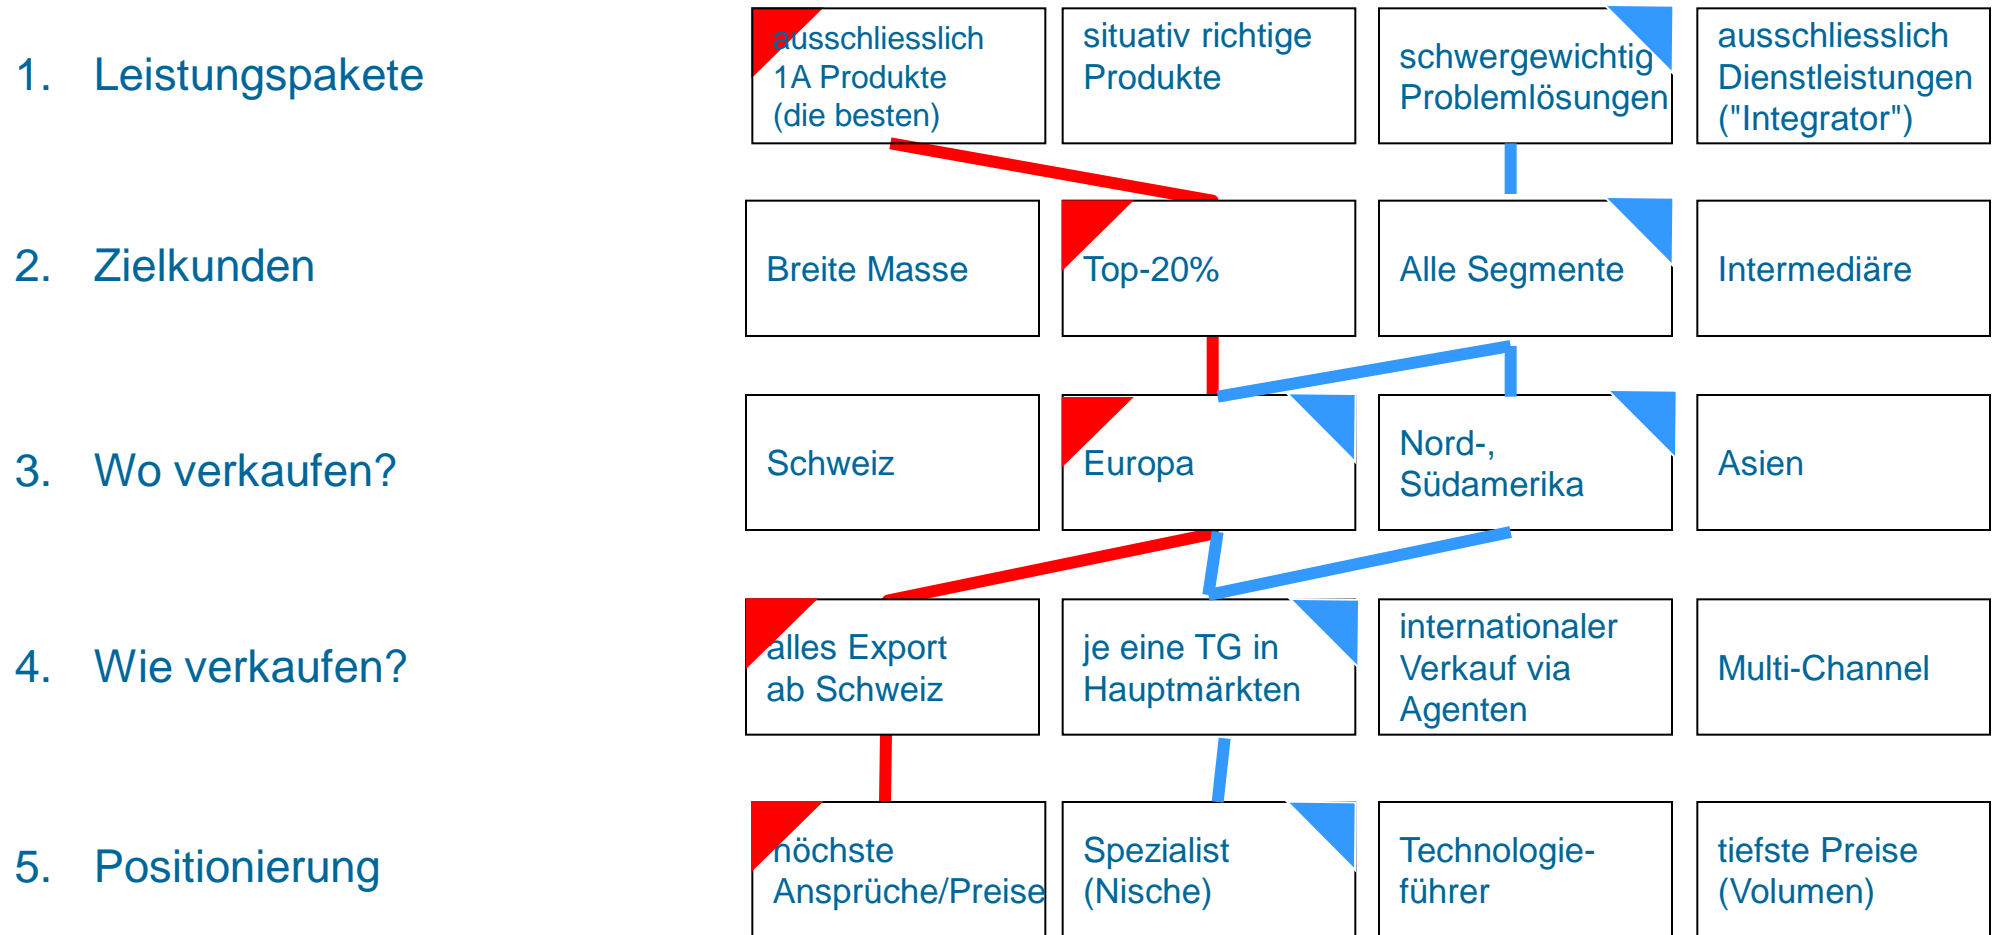 1. Leistungspakete
ausschliesslich
1A Produkte
(die besten)
situativ richtige
Produkte
schwergewichtig
Problemlösungen
ausschliesslich
Dienstleistungen
("Integrator")
2. Zielkunden
Breite Masse
Top-20%
Alle Segmente
Intermediäre
3. Wo verkaufen?
Schweiz
Europa
Nord-,
Südamerika
Asien
4. Wie verkaufen?
alles Export
ab Schweiz
je eine TG in
Hauptmärkten
internationaler
Verkauf via
Agenten
Multi-Channel
5. Positionierung
höchste
Ansprüche/Preise
Spezialist
(Nische)
Technologie-
führer
tiefste Preise
(Volumen)